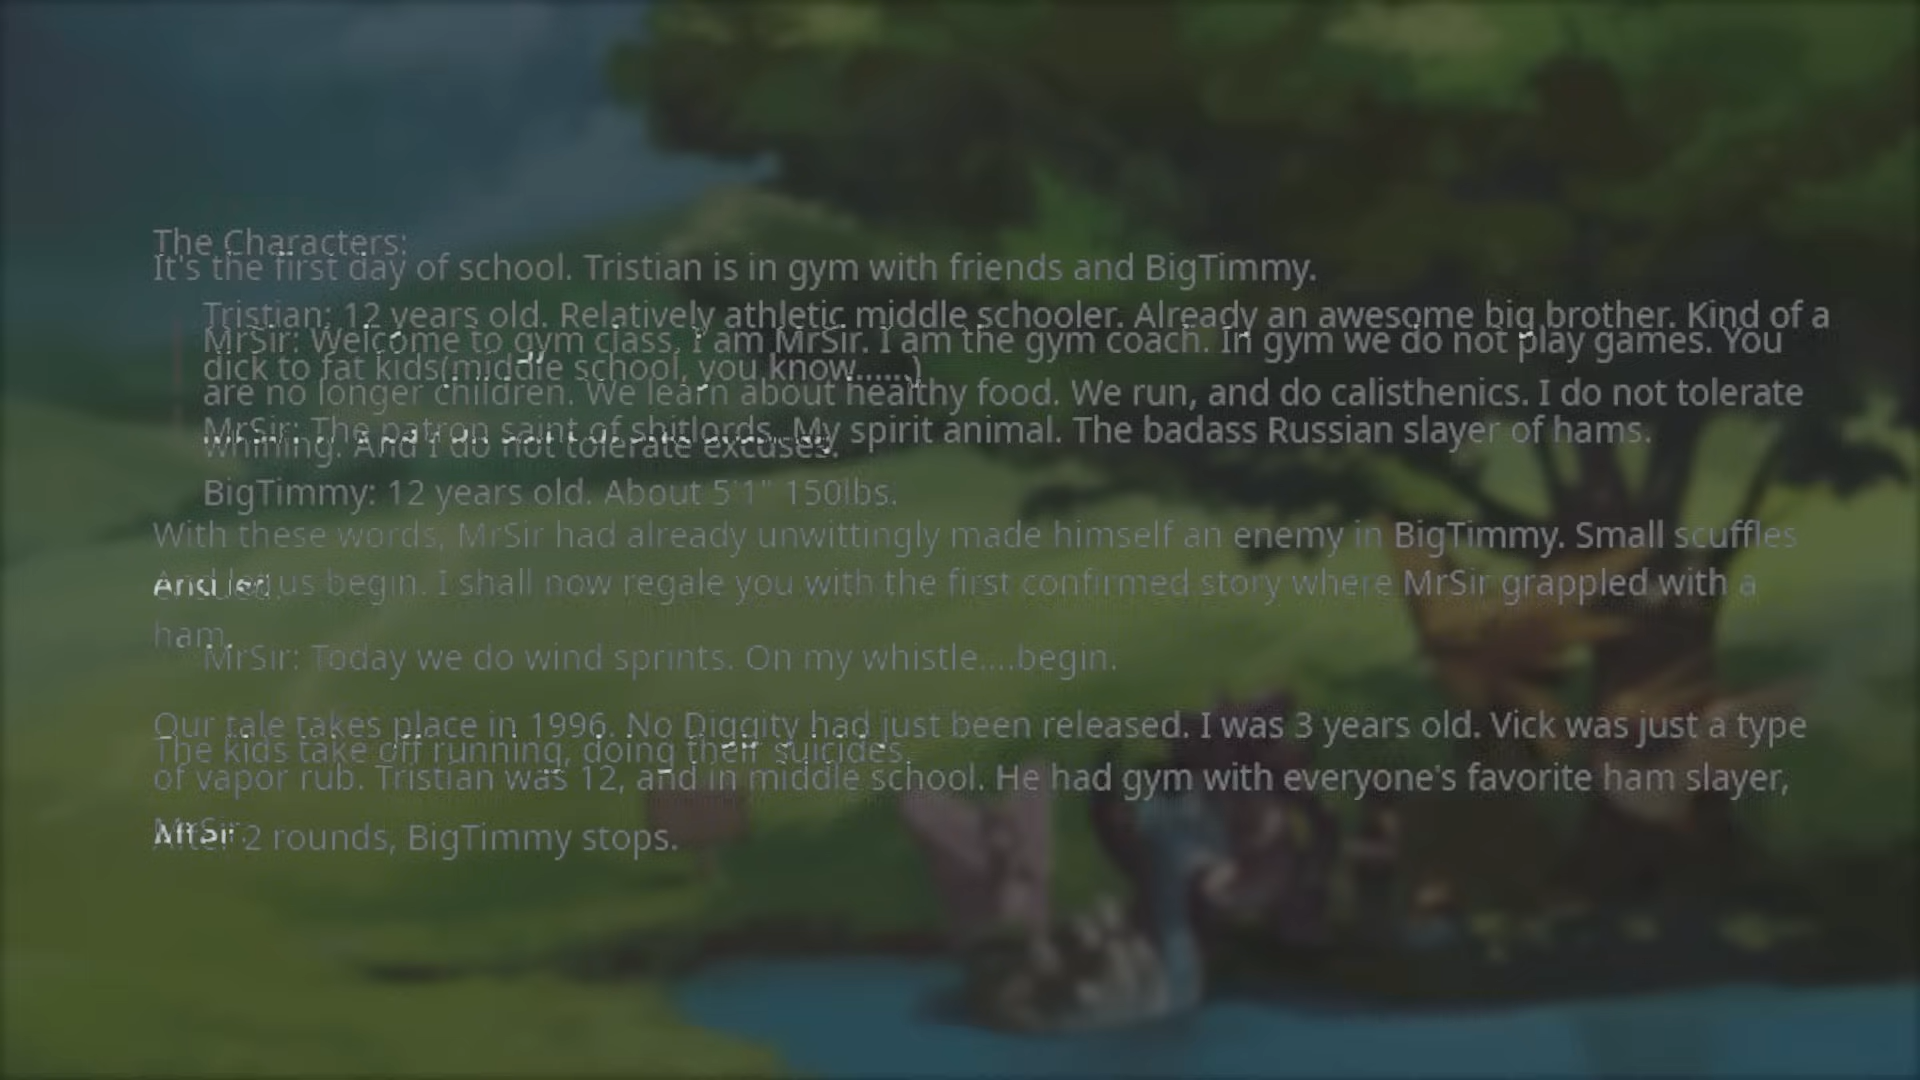 The Characters:
It's the first day of school. Tristian is in gym with friends and BigTimmy.
Tristian: 12 years old. Relatively athletic middle schooler. Already an awesome big brother. Kind of a
MrSir: Welcome to gym class, I am MrSir. I am the gym coach. In gym we do not play games. You
dick to fat kids(middle school, you know......)
are no longer children. We learn about healthy food. We run, and do calisthenics. I do not tolerate
MrSir: The patron saint of shitlords. My spirit animal. The badass Russian slayer of hams.
whining. And I do not tolerate excuses.
BigTimmy: 12 years old. About 5'1" 150lbs.
With these words, MrSir had already unwittingly made himself an enemy in BigTimmy. Small scuffles
And let us begin. I shall now regale you with the first confirmed story where MrSir grappled with a
ham.
MrSir: Today we do wind sprints. On my whistle....begin.
Our tale takes place in 1996. No Diggity had just been released. I was 3 years old. Vick was just a type
The kids take off running, doing their suicides.
of vapor rub. Tristian was 12, and in middle school. He had gym with everyone's favorite ham slayer,
MrSir.
After 2 rounds, BigTimmy stops.